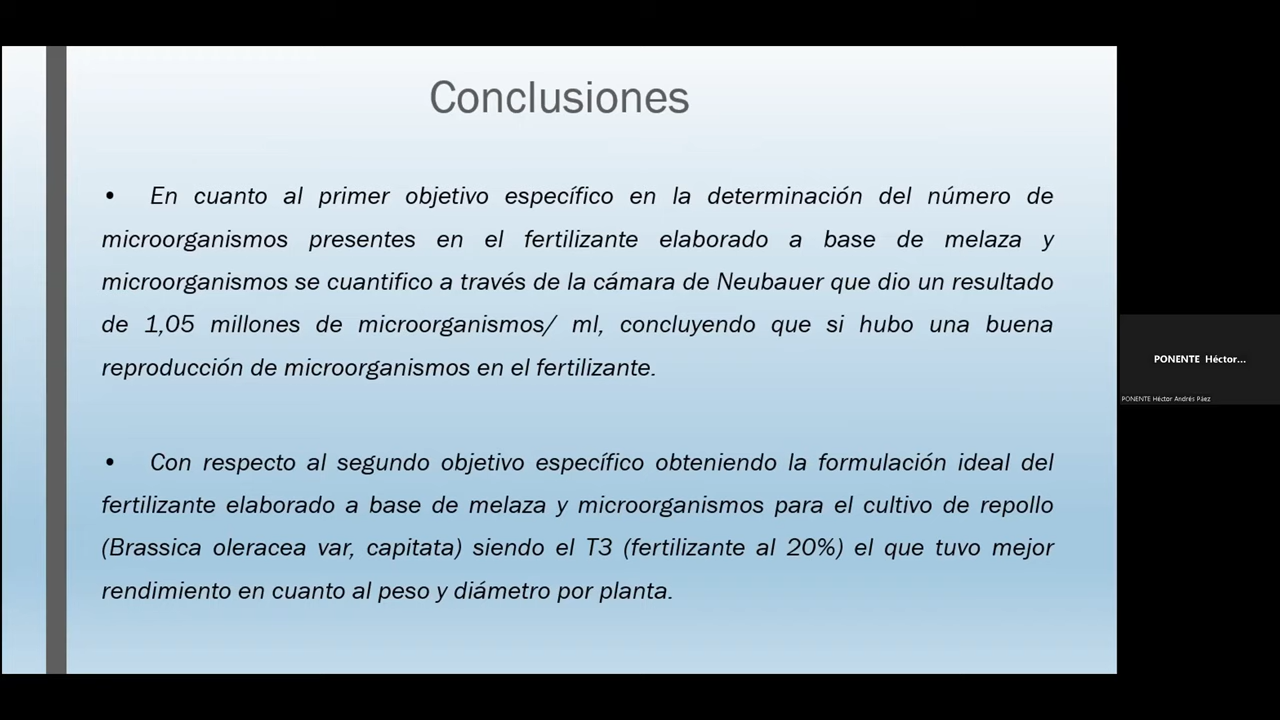 Conclusiones
• En cuanto al primer objetivo específico en la determinación del número de
microorganismos presentes en el fertilizante elaborado a base de melaza y
microorganismos se cuantifico a través de la cámara de Neubauer que dio un resultado
de 1,05 millones de microorganismos/ ml, concluyendo que si hubo una buena
reproducción de microorganismos en el fertilizante.
• Con respecto al segundo objetivo específico obteniendo la formulación ideal del
fertilizante elaborado a base de melaza y microorganismos para el cultivo de repollo
(Brassica oleracea var, capitata) siendo el T3 (fertilizante al 20%) el que tuvo mejor
rendimiento en cuanto al peso y diámetro por planta.
PONENTE Héctor...
PONENTE Héctor Andrés Páez